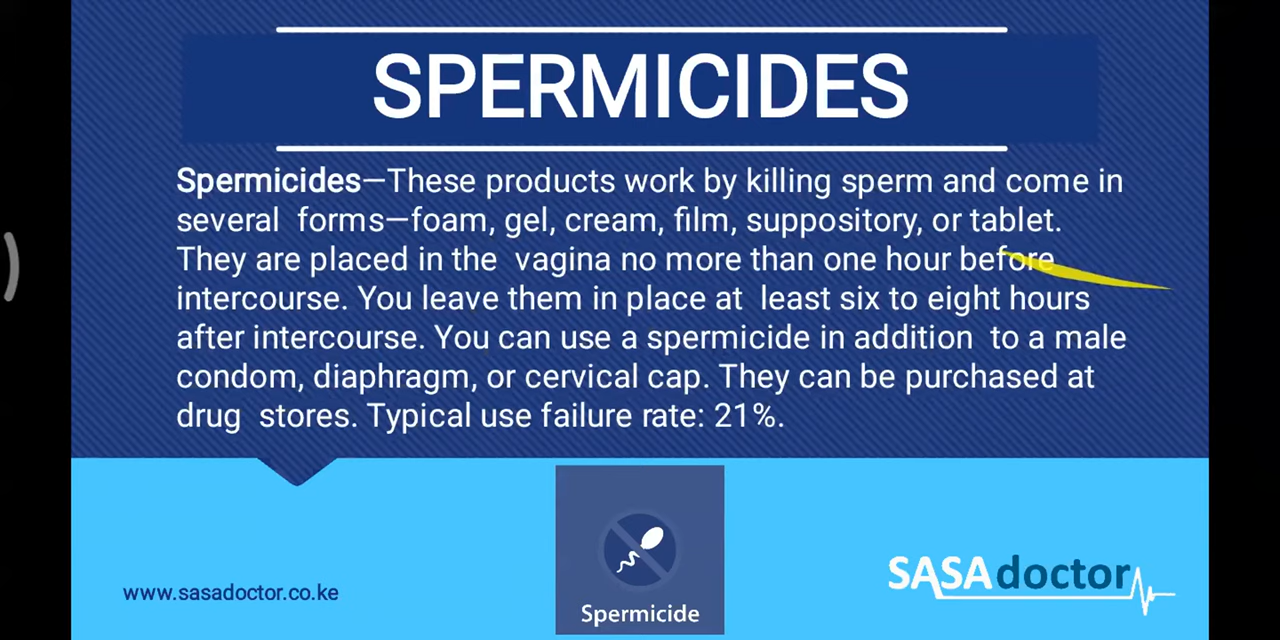 SPERMICIDES
Spermicides—These products work by killing sperm and come in
several forms—foam, gel, cream, film, suppository, or tablet.
They are placed in the vagina no more than one hour before
intercourse. You leave them in place at least six to eight hours
after intercourse. You can use a spermicide in addition to a male
condom, diaphragm, or cervical cap. They can be purchased at
drug stores. Typical use failure rate: 21%.
www.sasadoctor.co.ke
Spermicide
SASAdoctor